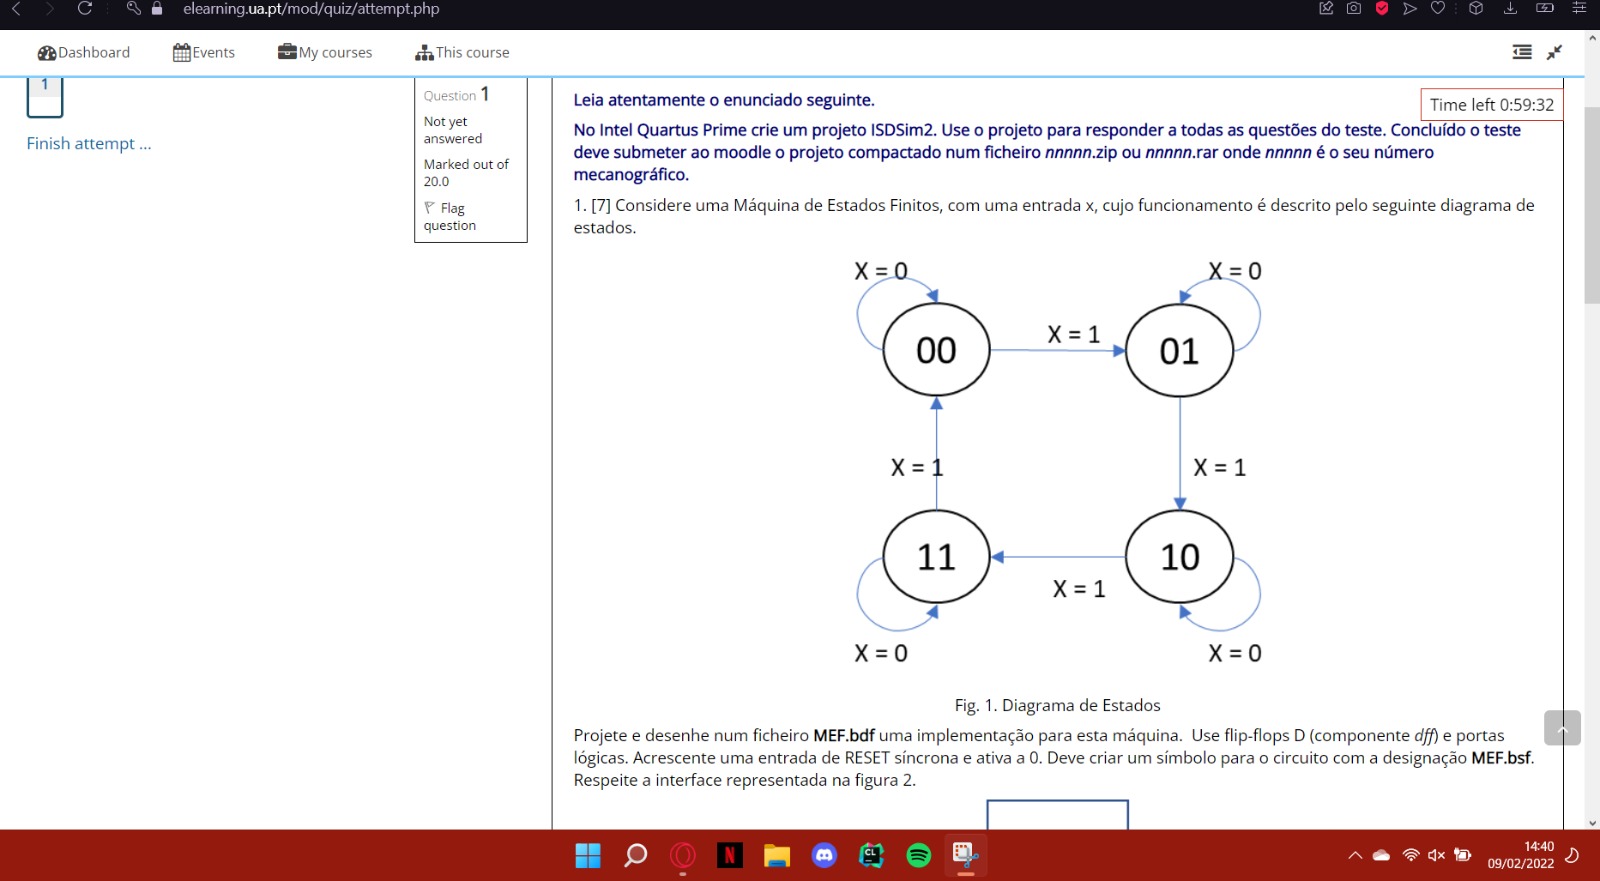 elearning.ua.pt/mod/quiz/attempt.php
Dashboard Events My courses This course
1
Finish attempt ...
Question 1
Not yet
answered
Marked out of
20.0
Flag
question
Time left 0:59:32
Leia atentamente o enunciado seguinte.
No Intel Quartus Prime crie um projeto ISDSim2. Use o projeto para responder a todas as questões do teste. Concluído o teste
deve submeter ao moodle o projeto compactado num ficheiro nnnnn.zip ou nnnnn.rar onde nnnnn é o seu número
mecanográfico.
1. [7] Considere uma Máquina de Estados Finitos, com uma entrada x, cujo funcionamento é descrito pelo seguinte diagrama de
estados.
X = 0
X = 0
00
X = 1
01
X = 1
X = 1
11
X = 1
10
X = 0
X = 0
Fig. 1. Diagrama de Estados
Projete e desenhe num ficheiro MEF.bdf uma implementação para esta máquina. Use flip-flops D (componente dff) e portas
lógicas. Acrescente uma entrada de RESET síncrona e ativa a 0. Deve criar um símbolo para o circuito com a designação MEF.bsf.
Respeite a interface representada na figura 2.
N
CL
14:40
09/02/2022